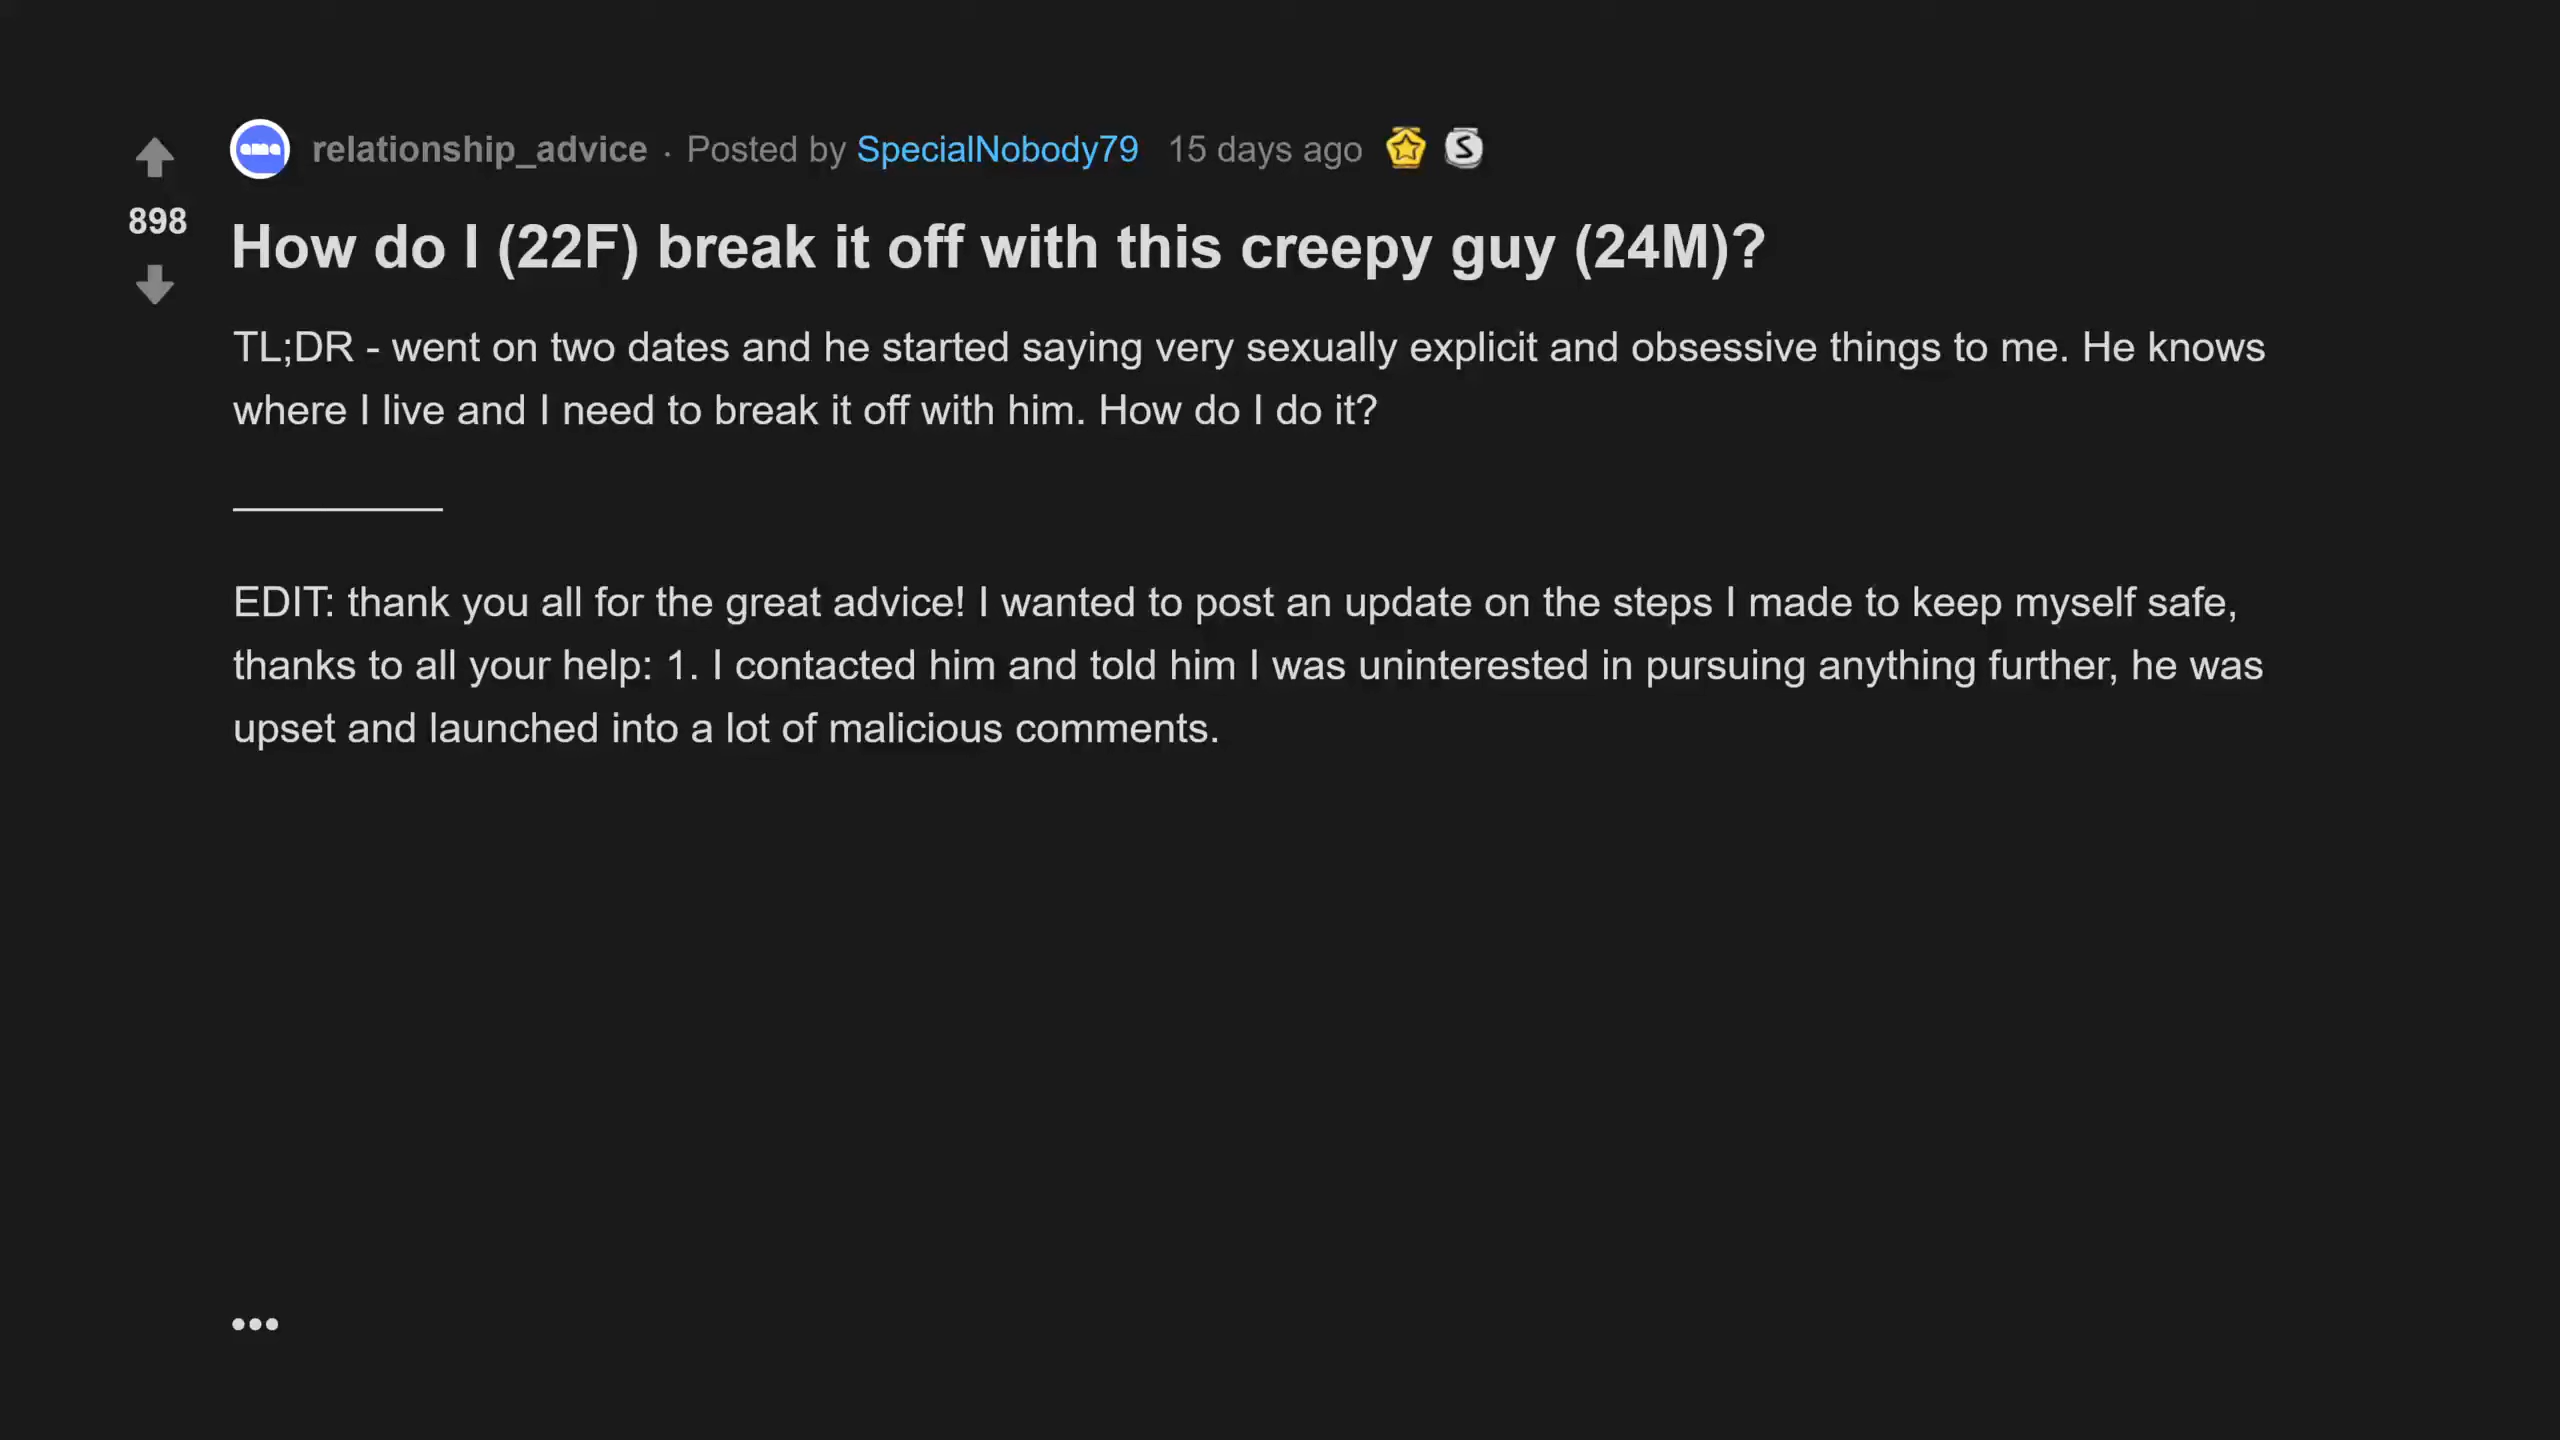 relationship_advice · Posted by SpecialNobody79 15 days ago
898
How do I (22F) break it off with this creepy guy (24M)?
TL;DR - went on two dates and he started saying very sexually explicit and obsessive things to me. He knows
where I live and I need to break it off with him. How do I do it?
__________
EDIT: thank you all for the great advice! I wanted to post an update on the steps I made to keep myself safe,
thanks to all your help: 1. I contacted him and told him I was uninterested in pursuing anything further, he was
upset and launched into a lot of malicious comments.
•••